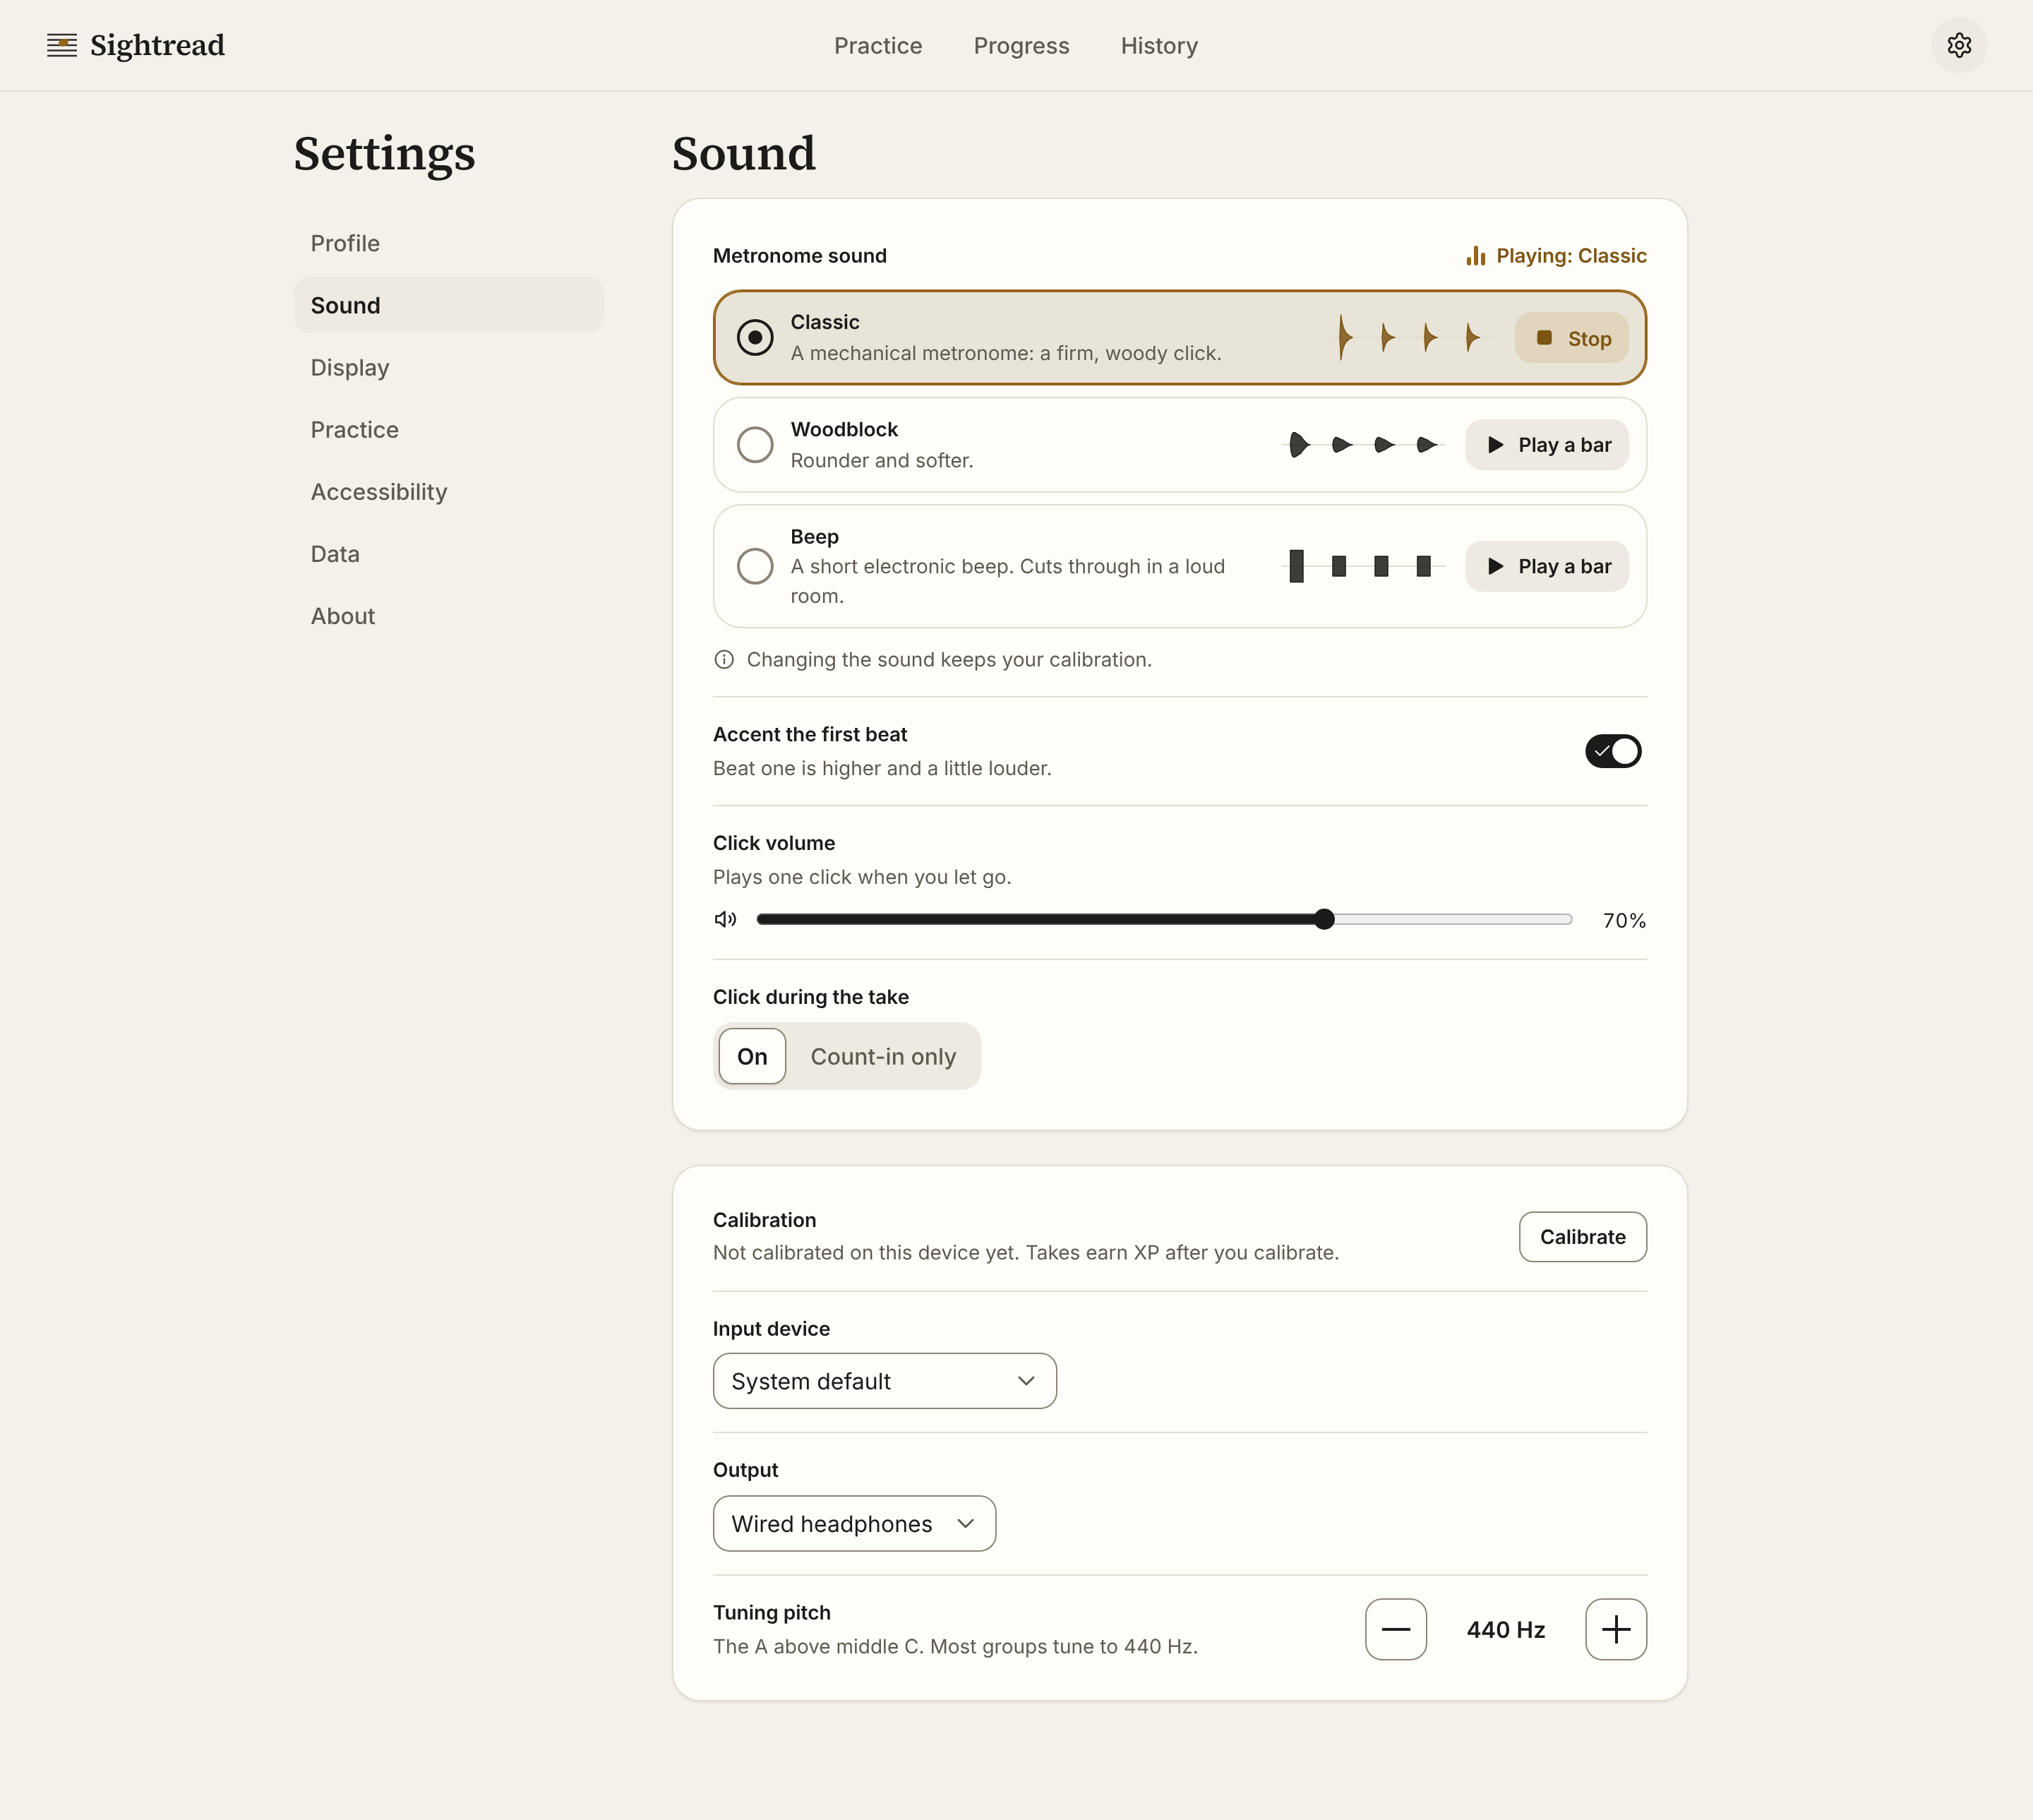 Sightread
Practice
Progress
History
Settings
Profile
Sound
Display
Practice
Accessibility
Data
About
Sound
Metronome sound
Playing: Classic
Classic
A mechanical metronome: a firm, woody click.
Stop
Woodblock
Rounder and softer.
Play a bar
Beep
A short electronic beep. Cuts through in a loud
room.
Play a bar
Changing the sound keeps your calibration.
Accent the first beat
Beat one is higher and a little louder.
Click volume
Plays one click when you let go.
70%
Click during the take
On
Count-in only
Calibration
Not calibrated on this device yet. Takes earn XP after you calibrate.
Calibrate
Input device
System default
Output
Wired headphones
Tuning pitch
The A above middle C. Most groups tune to 440 Hz.
440 Hz